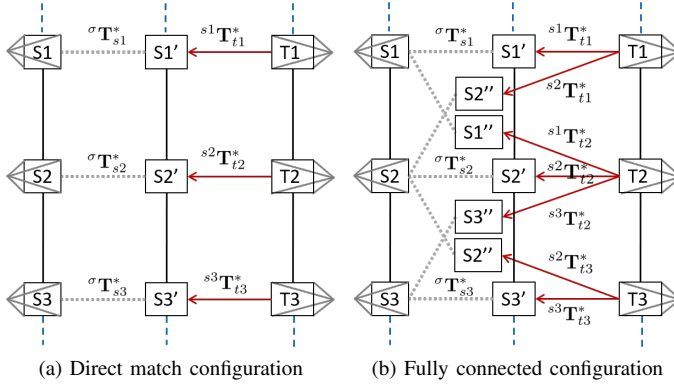 σT*s1 s1T*t1 σT*s1 s1T*t1
S1 S1′ T1 S1 S1′ T1
s2T*t1
S2′′
s1T*t2
S1′′
σT*s2 s2T*t2 σT*s2 s2T*t2
S2 S2′ T2 S2 S2′ T2
S3′′ s3T*t2
S2′′ s2T*t3
σT*s3 s3T*t3 σT*s3
S3 S3′ T3 S3 S3′ T3
s3T*t3
(a) Direct match configuration (b) Fully connected configuration